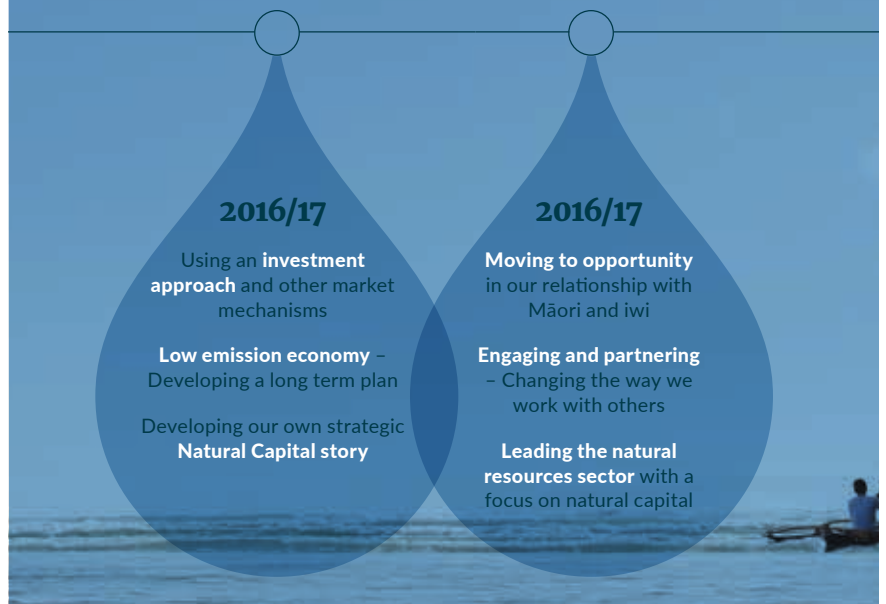 2016/17
Using an investment
approach and other market
mechanisms
Low emission economy –
Developing a long term plan
Developing our own strategic
Natural Capital story
2016/17
Moving to opportunity
in our relationship with
Māori and iwi
Engaging and partnering
– Changing the way we
work with others
Leading the natural
resources sector with a
focus on natural capital